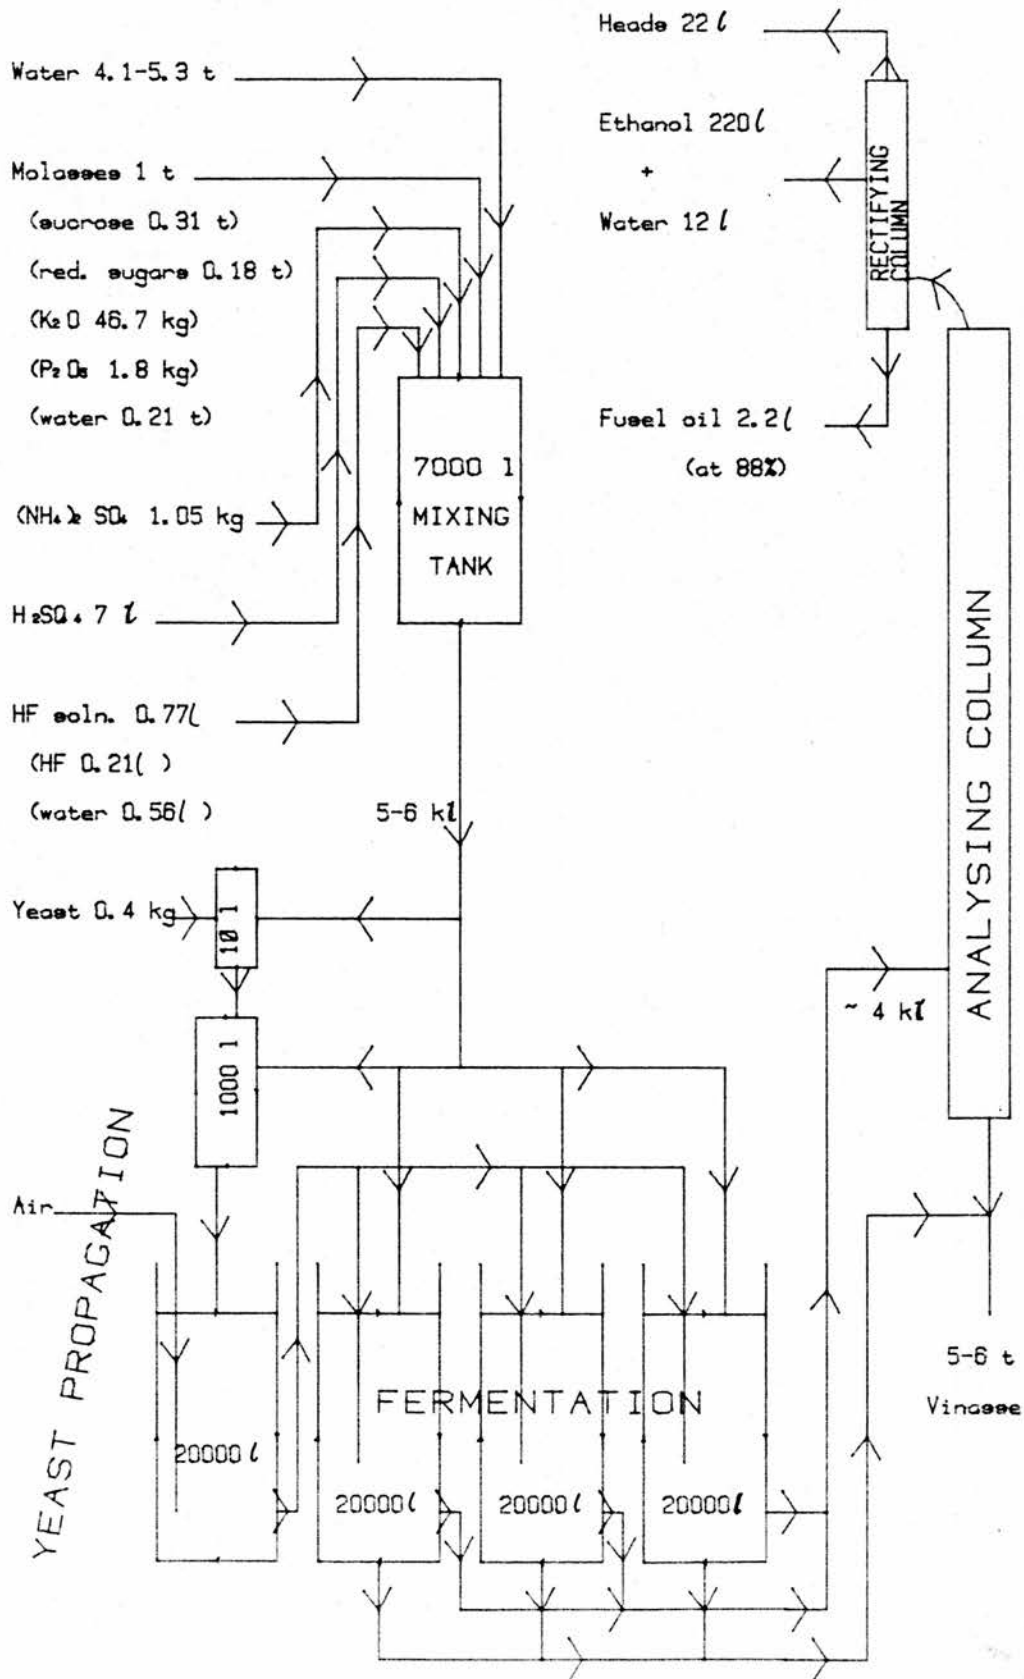 Heads 22 l
Water 4.1-5.3 t
Ethanol 220 l
+
Water 12 l
Molasses 1 t
(sucrose 0.31 t)
(red. sugars 0.18 t)
(K₂O 46.7 kg)
(P₂O₅ 1.8 kg)
(water 0.21 t)
RECTIFYING
COLUMN
Fusel oil 2.2 l
(at 88%)
7000 l
MIXING
TANK
(NH₄)₂ SO₄ 1.05 kg
H₂SO₄ 7 l
HF soln. 0.77 l
(HF 0.21 l )
(water 0.56 l )
5-6 kl
ANALYSING COLUMN
Yeast 0.4 kg
10 l
~ 4 kl
1000 l
YEAST PROPAGATION
Air
FERMENTATION
20000 l
20000 l
20000 l
20000 l
5-6 t
Vinasse